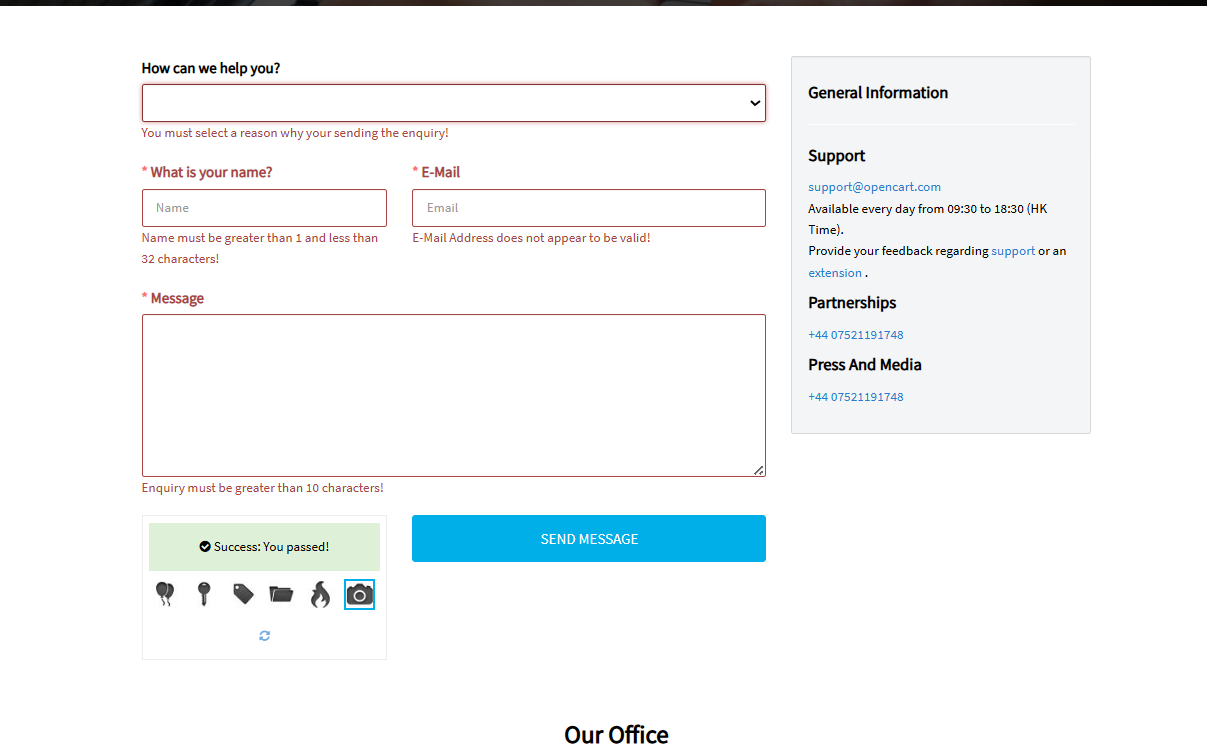 How can we help you?
You must select a reason why your sending the enquiry!
* What is your name?
Name
Name must be greater than 1 and less than
32 characters!
* E-Mail
Email
E-Mail Address does not appear to be valid!
* Message
Enquiry must be greater than 10 characters!
Success: You passed!
SEND MESSAGE
General Information
Support
support@opencart.com
Available every day from 09:30 to 18:30 (HK
Time).
Provide your feedback regarding support or an
extension .
Partnerships
+44 07521191748
Press And Media
+44 07521191748
Our Office